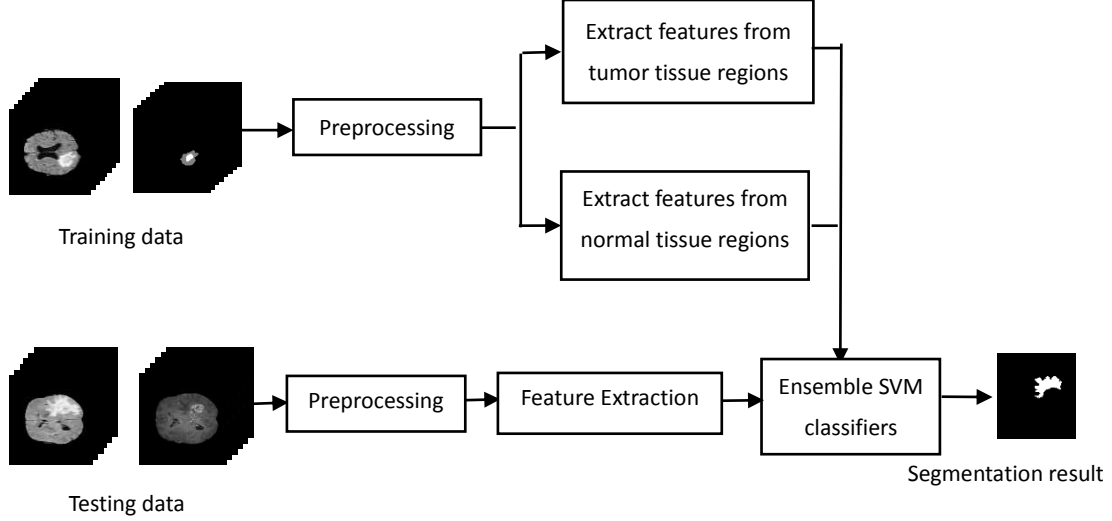 Extract features from
tumor tissue regions
Preprocessing
Extract features from
normal tissue regions
Training data
Preprocessing
Feature Extraction
Ensemble SVM
classifiers
Segmentation result
Testing data